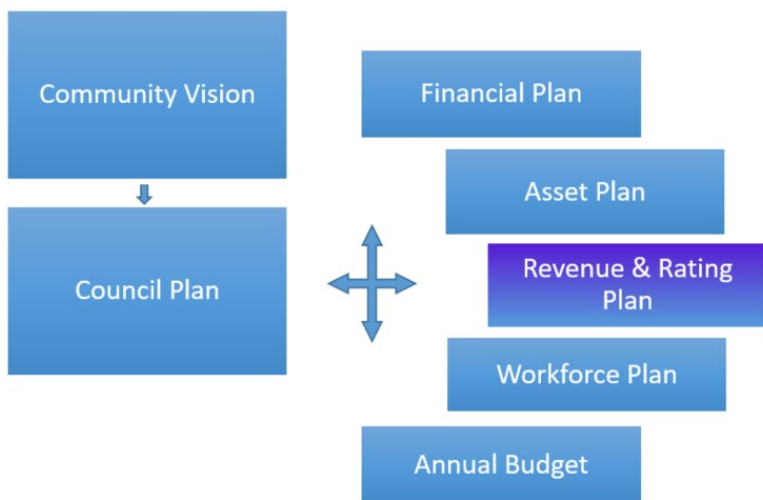 Community Vision
Council Plan
Financial Plan
Asset Plan
Revenue & Rating
Plan
Workforce Plan
Annual Budget